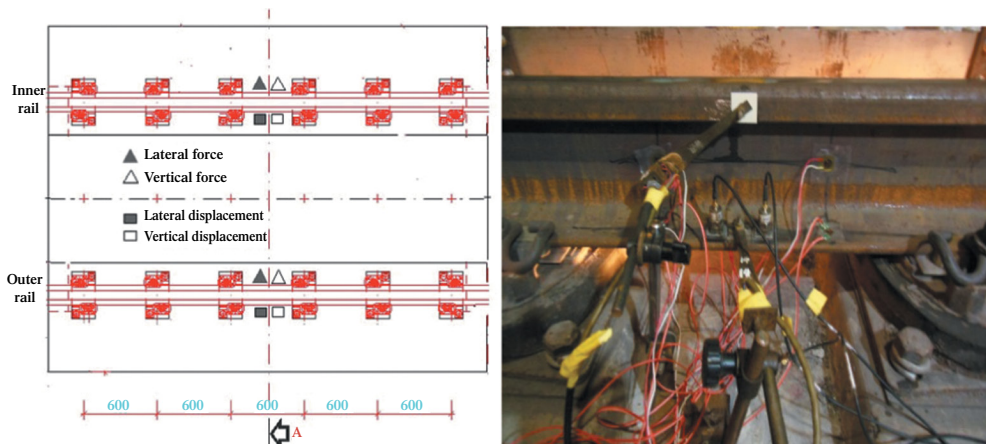 Inner
rail
Lateral force
Vertical force
Lateral displacement
Vertical displacement
Outer
rail
600 600 600 600 600
A